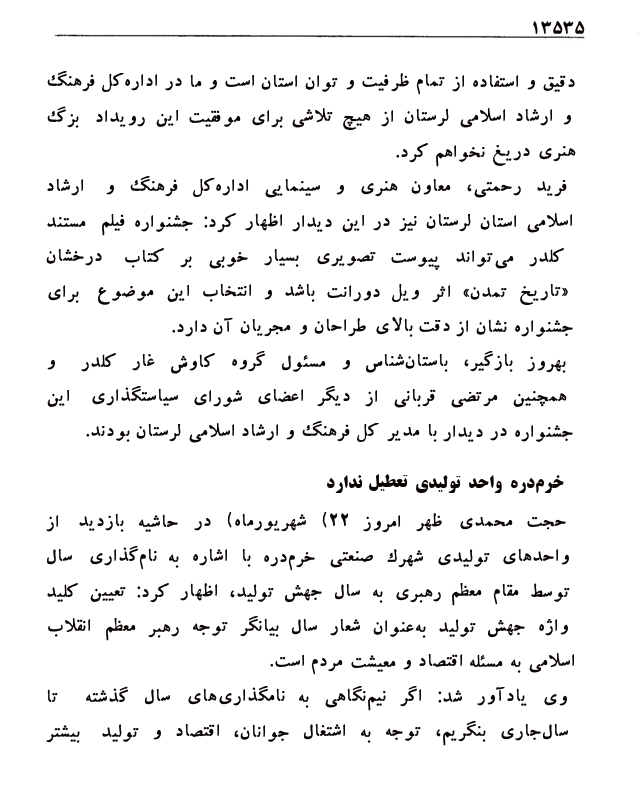 ۱۳۵۳۵
دقیق و استفاده از تمام ظرفیت و توان استان است و ما در اداره‌کل فرهنگ
و ارشاد اسلامی لرستان از هیچ تلاشی برای موفقیت این رویداد بزگ
هنری دریغ نخواهم کرد.
فرید رحمتی، معاون هنری و سینمایی اداره‌کل فرهنگ و ارشاد
اسلامی استان لرستان نیز در این دیدار اظهار کرد: جشنواره فیلم مستند
کلدر می‌تواند پیوست تصویری بسیار خوبی بر کتاب درخشان
«تاریخ تمدن» اثر ویل دورانت باشد و انتخاب این موضوع برای
جشنواره نشان از دقت بالای طراحان و مجریان آن دارد.
بهروز بازگیر، باستان‌شناس و مسئول گروه کاوش غار کلدر و
همچنین مرتضی قربانی از دیگر اعضای شورای سیاستگذاری این
جشنواره در دیدار با مدیر کل فرهنگ و ارشاد اسلامی لرستان بودند.
خرم‌دره واحد تولیدی تعطیل ندارد
حجت محمدی ظهر امروز ۲۲) شهریورماه) در حاشیه بازدید از
واحدهای تولیدی شهرک صنعتی خرم‌دره با اشاره به نام‌گذاری سال
توسط مقام معظم رهبری به سال جهش تولید، اظهار کرد: تعیین کلید
واژه جهش تولید به‌عنوان شعار سال بیانگر توجه رهبر معظم انقلاب
اسلامی به مسئله اقتصاد و معیشت مردم است.
وی یادآور شد: اگر نیم‌نگاهی به نامگذاری‌های سال گذشته تا
سال‌جاری بنگریم، توجه به اشتغال جوانان، اقتصاد و تولید بیشتر